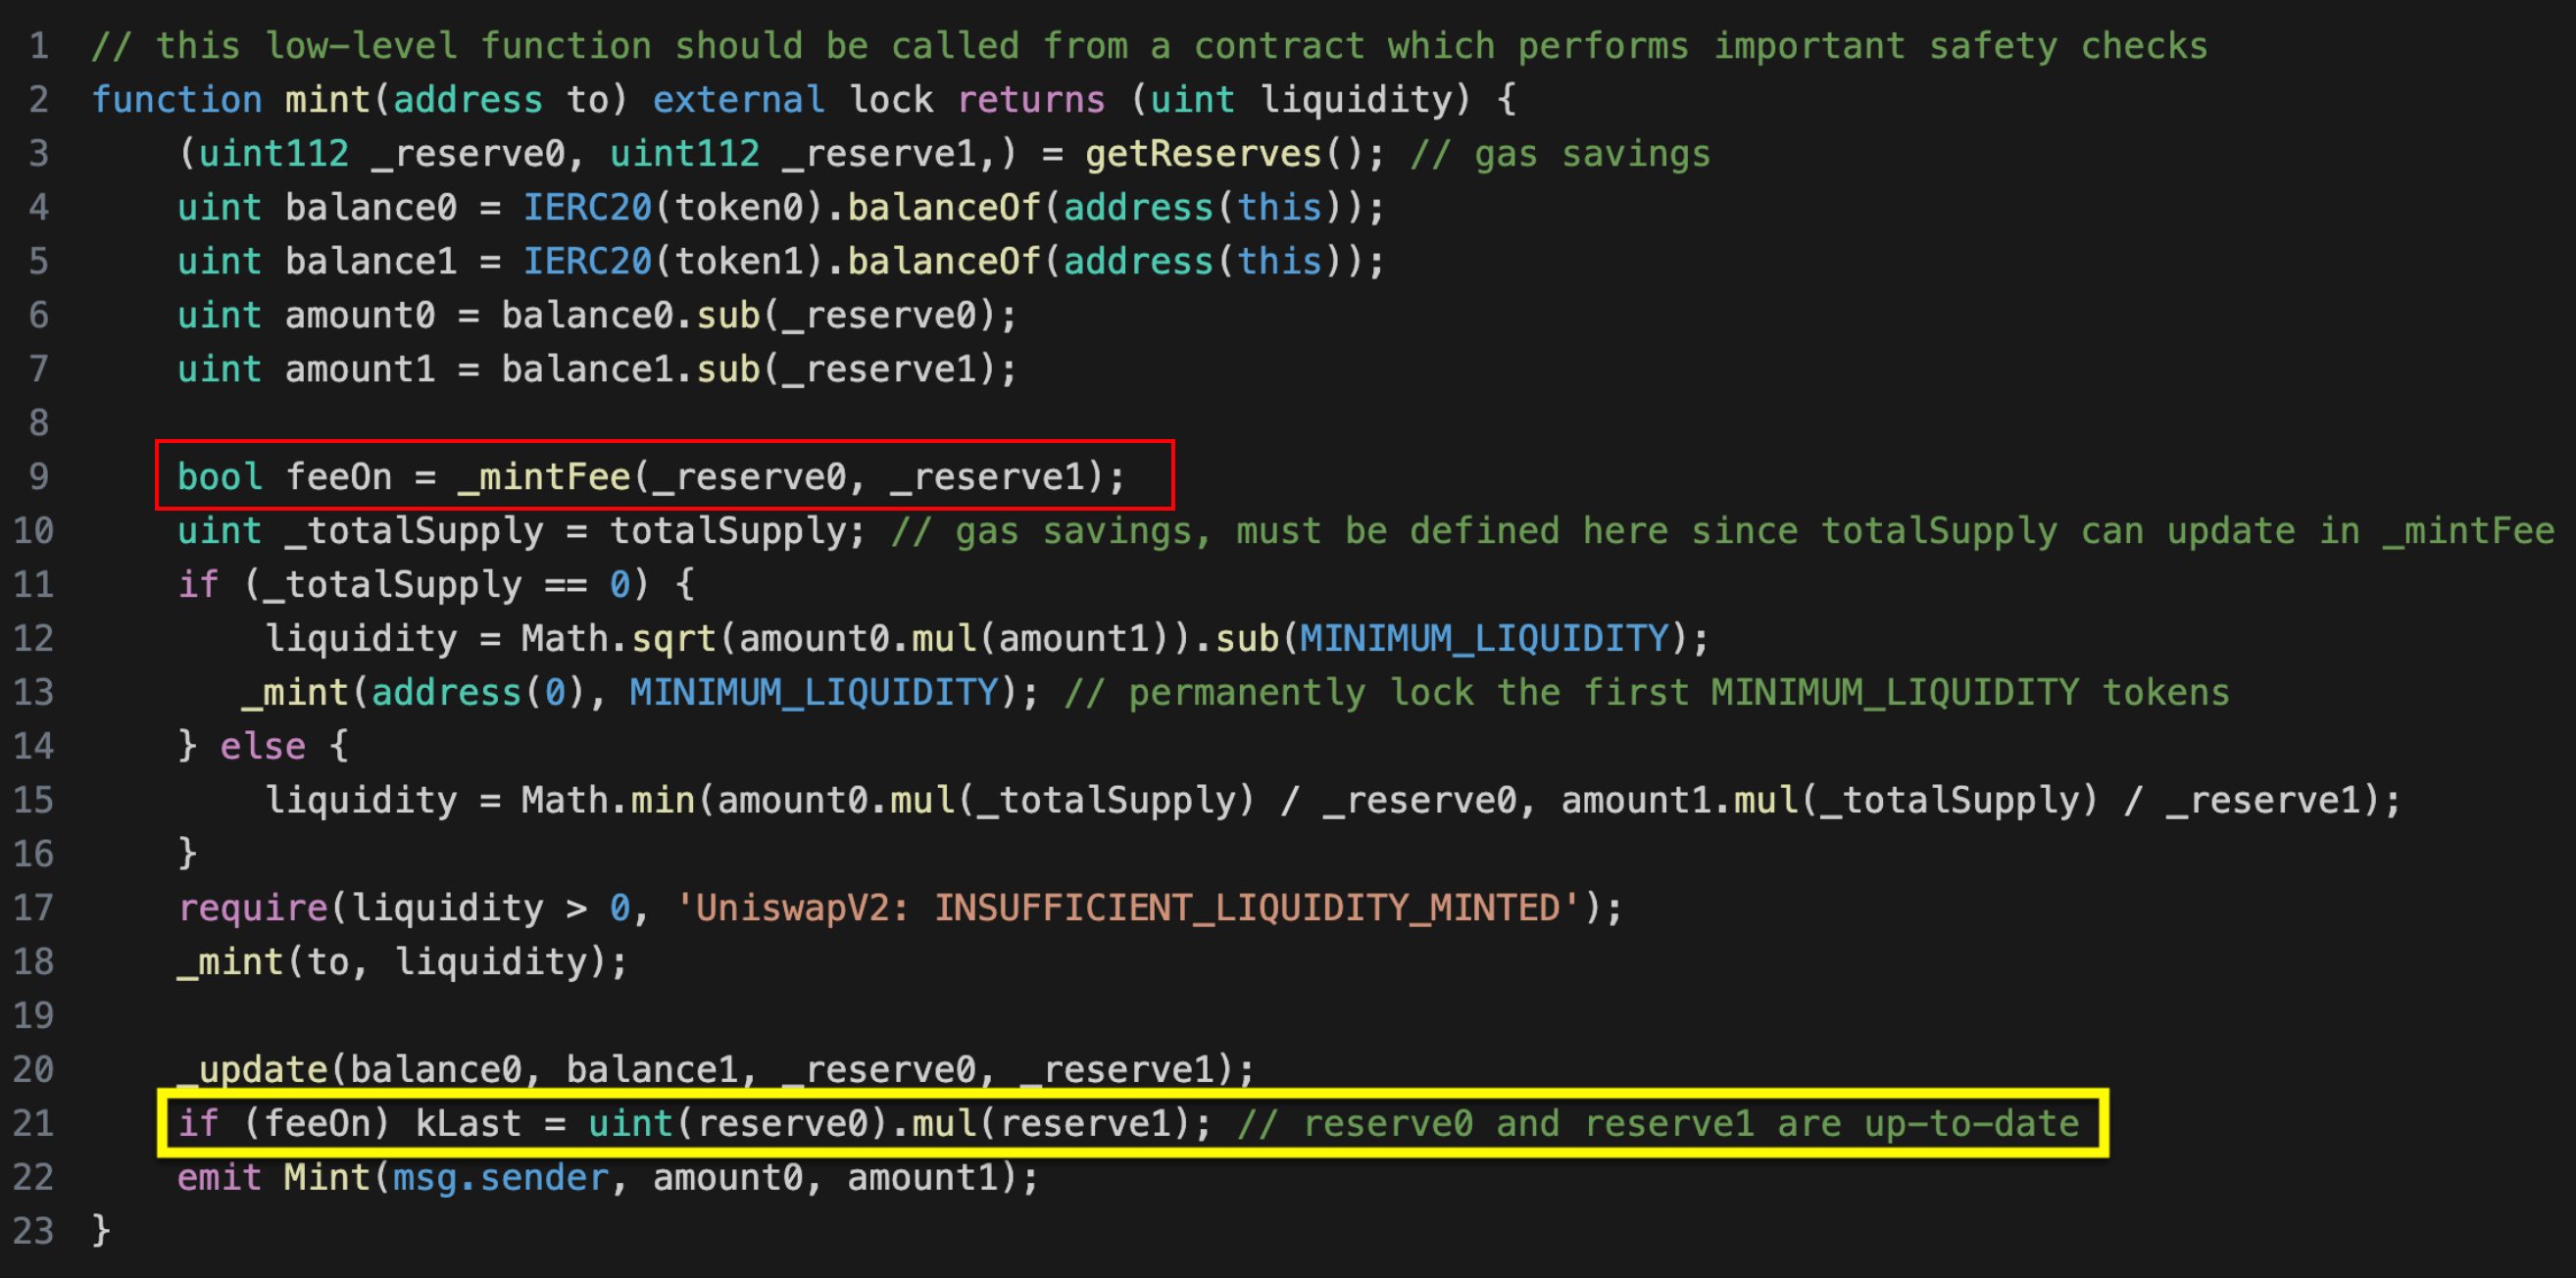 1 // this low-level function should be called from a contract which performs important safety checks
2 function mint(address to) external lock returns (uint liquidity) {
3     (uint112 _reserve0, uint112 _reserve1,) = getReserves(); // gas savings
4     uint balance0 = IERC20(token0).balanceOf(address(this));
5     uint balance1 = IERC20(token1).balanceOf(address(this));
6     uint amount0 = balance0.sub(_reserve0);
7     uint amount1 = balance1.sub(_reserve1);
8
9     bool feeOn = _mintFee(_reserve0, _reserve1);
10     uint _totalSupply = totalSupply; // gas savings, must be defined here since totalSupply can update in _mintFee
11     if (_totalSupply == 0) {
12         liquidity = Math.sqrt(amount0.mul(amount1)).sub(MINIMUM_LIQUIDITY);
13        _mint(address(0), MINIMUM_LIQUIDITY); // permanently lock the first MINIMUM_LIQUIDITY tokens
14     } else {
15         liquidity = Math.min(amount0.mul(_totalSupply) / _reserve0, amount1.mul(_totalSupply) / _reserve1);
16     }
17     require(liquidity > 0, 'UniswapV2: INSUFFICIENT_LIQUIDITY_MINTED');
18     _mint(to, liquidity);
19
20     _update(balance0, balance1, _reserve0, _reserve1);
21     if (feeOn) kLast = uint(reserve0).mul(reserve1); // reserve0 and reserve1 are up-to-date
22     emit Mint(msg.sender, amount0, amount1);
23 }